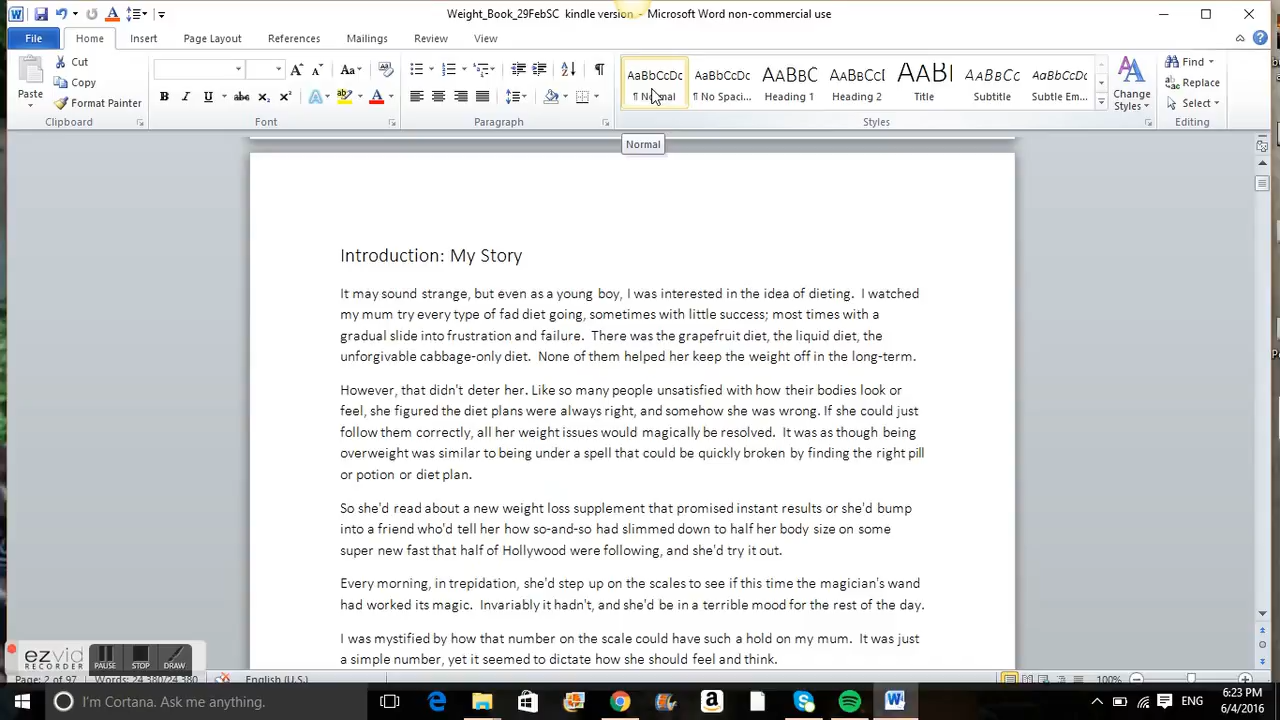 Weight_Book_29FebSC kindle version - Microsoft Word non-commercial use
File Home Insert Page Layout References Mailings Review View
Paste
Cut
Copy
Format Painter
Clipboard
Aa
B I U abc X₂ X²
A ab A
Font
Paragraph
AaBbCcDc AaBbCcDc AaBbC AaBbCcI AaBl AaBbCc AaBbCcDc
¶ Normal ¶ No Spaci... Heading 1 Heading 2 Title Subtitle Subtle Em...
Styles
Change
Styles
Find
Replace
Select
Editing
Normal
Introduction: My Story
It may sound strange, but even as a young boy, I was interested in the idea of dieting. I watched
my mum try every type of fad diet going, sometimes with little success; most times with a
gradual slide into frustration and failure. There was the grapefruit diet, the liquid diet, the
unforgivable cabbage-only diet. None of them helped her keep the weight off in the long-term.
However, that didn't deter her. Like so many people unsatisfied with how their bodies look or
feel, she figured the diet plans were always right, and somehow she was wrong. If she could just
follow them correctly, all her weight issues would magically be resolved. It was as though being
overweight was similar to being under a spell that could be quickly broken by finding the right pill
or potion or diet plan.
So she'd read about a new weight loss supplement that promised instant results or she'd bump
into a friend who'd tell her how so-and-so had slimmed down to half her body size on some
super new fast that half of Hollywood were following, and she'd try it out.
Every morning, in trepidation, she'd step up on the scales to see if this time the magician's wand
had worked its magic. Invariably it hadn't, and she'd be in a terrible mood for the rest of the day.
I was mystified by how that number on the scale could have such a hold on my mum. It was just
a simple number, yet it seemed to dictate how she should feel and think.
ezvid
RECORDER
PAUSE STOP DRAW
Page: 2 of 97 Words: 24,380/24,380 English (U.S.) 100%
I'm Cortana. Ask me anything.
ENG
6:23 PM
6/4/2016